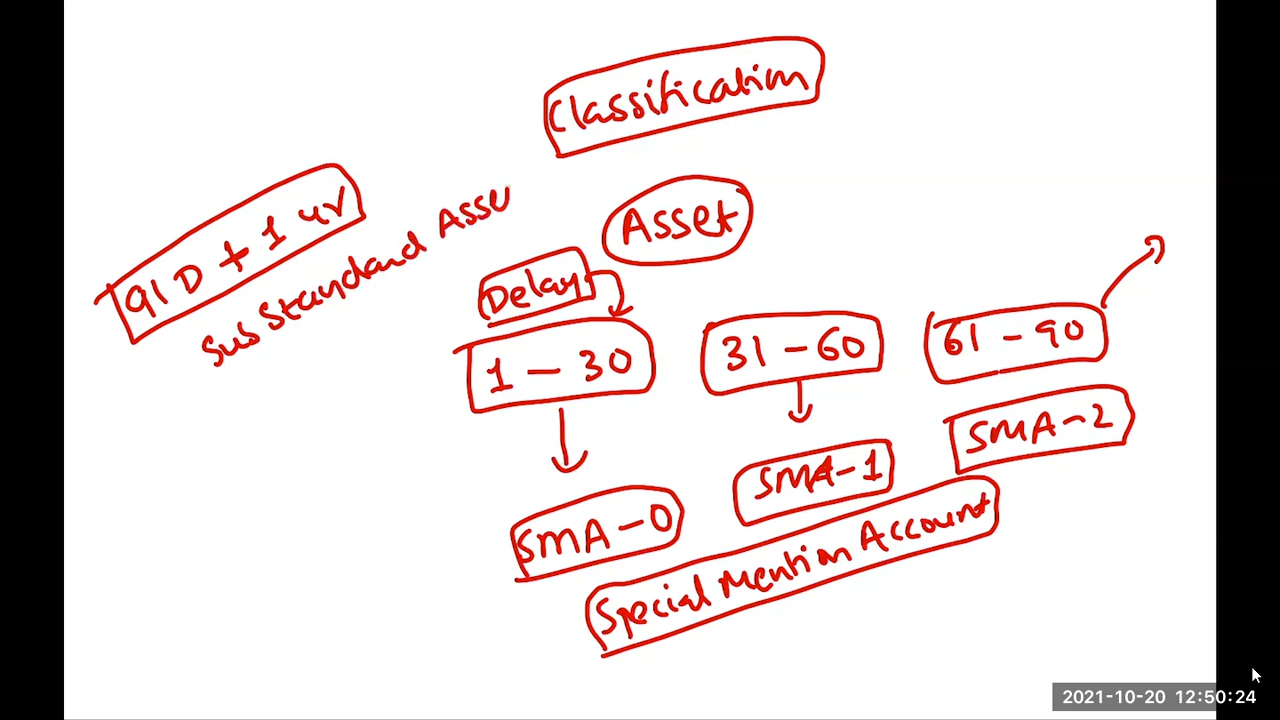 Classification
Asset
91 D + 1 yr
Sub Standard Asse
Delay
1 - 30
31 - 60
61 - 90
SMA-0
SMA-1
SMA-2
Special Mention Account
2021-10-20 12:50:24